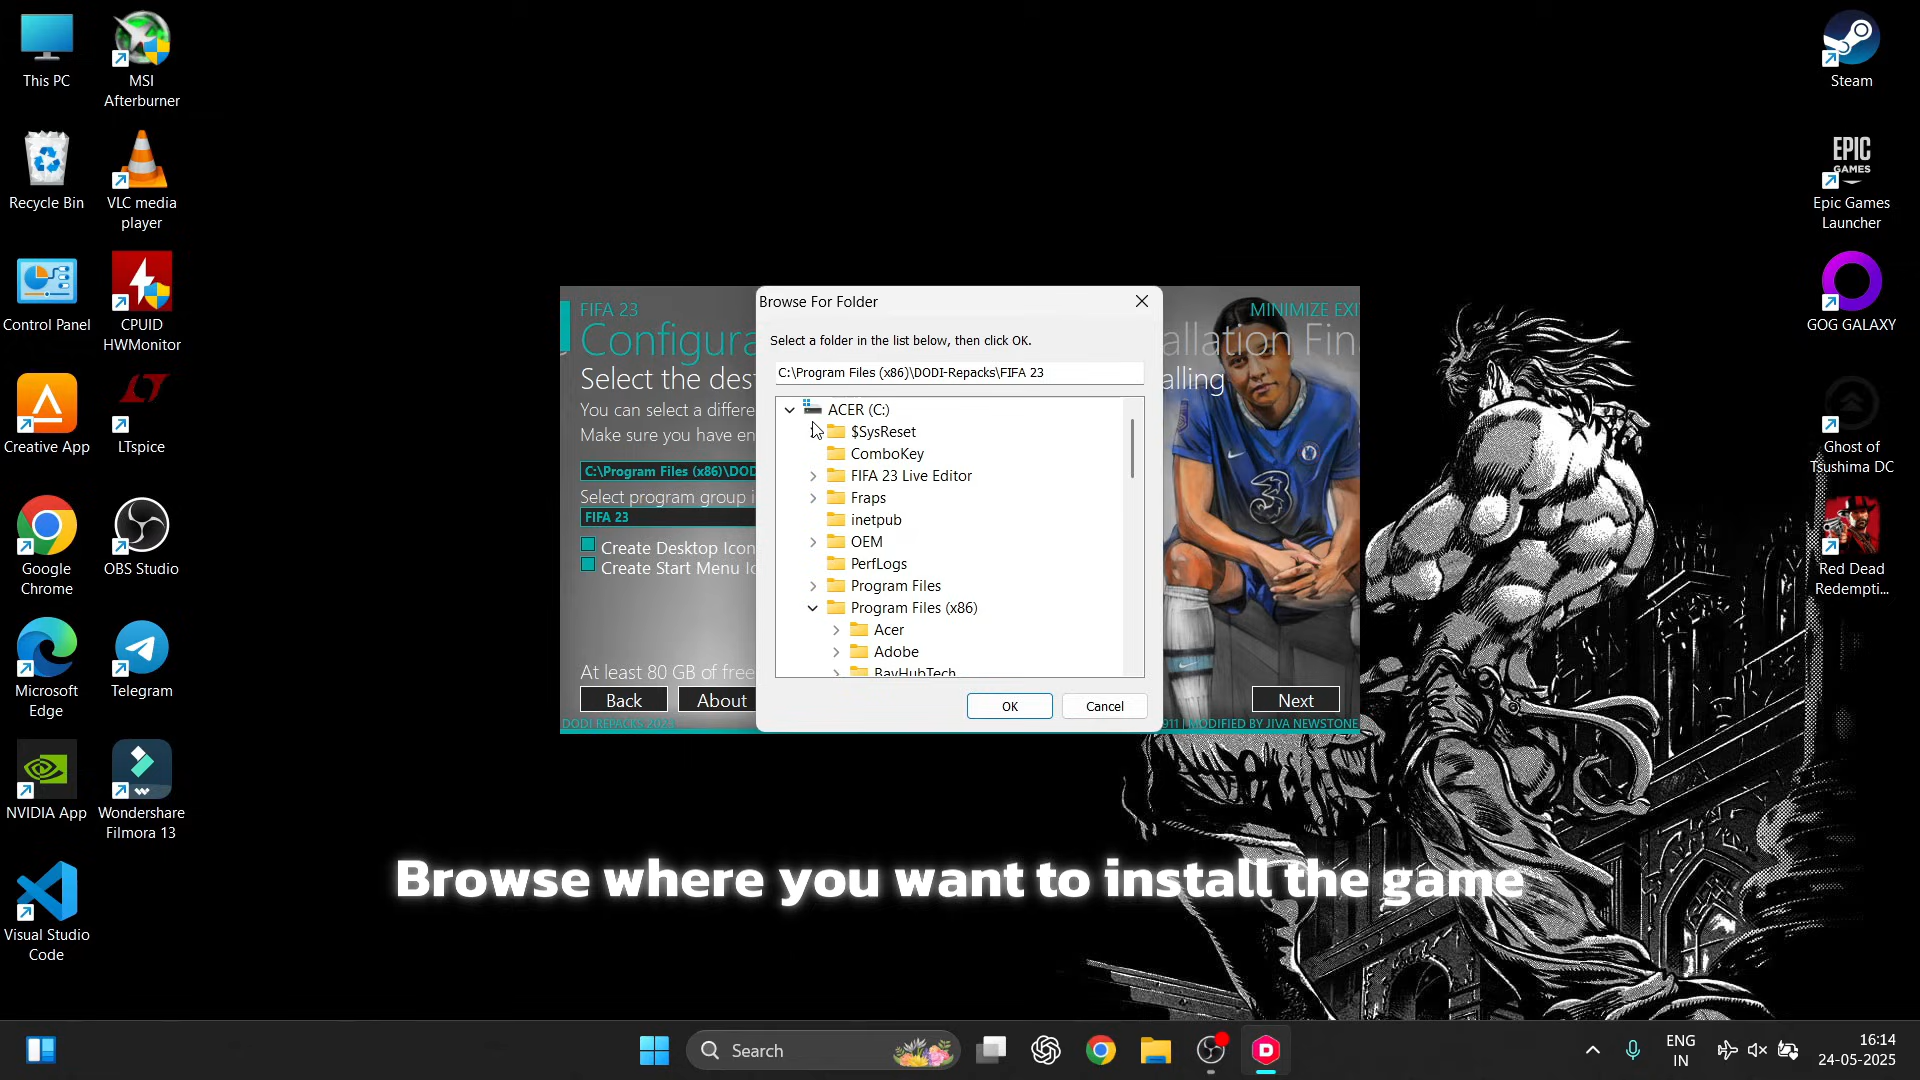 This PC
MSI
Afterburner
Recycle Bin
VLC media
player
Control Panel
CPUID
HWMonitor
Creative App
LTspice
Google
Chrome
OBS Studio
Microsoft
Edge
Telegram
NVIDIA App
Wondershare
Filmora 13
Visual Studio
Code
Steam
EPIC
GAMES
Epic Games
Launcher
GOG GALAXY
Ghost of
Tsushima DC
Red Dead
Redempti...
FIFA 23
Configura
Select the des
You can select a differe
Make sure you have en
C:\Program Files (x86)\DOD
Select program group i
FIFA 23
Create Desktop Icon
Create Start Menu Ic
At least 80 GB of free
Back
About
DODI REPACKS 2023
MINIMIZE EXI
allation Fin
alling
3
Next
911 | MODIFIED BY JIVA NEWSTONE
Browse For Folder
Select a folder in the list below, then click OK.
C:\Program Files (x86)\DODI-Repacks\FIFA 23
ACER (C:)
$SysReset
ComboKey
FIFA 23 Live Editor
Fraps
inetpub
OEM
PerfLogs
Program Files
Program Files (x86)
Acer
Adobe
BayHubTech
OK
Cancel
Browse where you want to install the game
Search
ENG
IN
16:14
24-05-2025